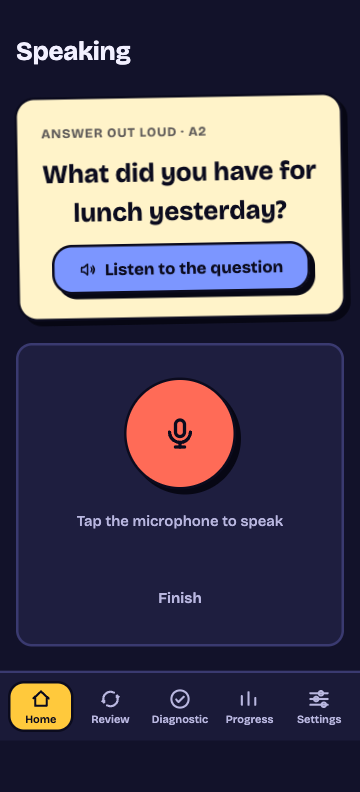 Speaking
ANSWER OUT LOUD · A2
What did you have for
lunch yesterday?
Listen to the question
Tap the microphone to speak
Finish
Home
Review
Diagnostic
Progress
Settings